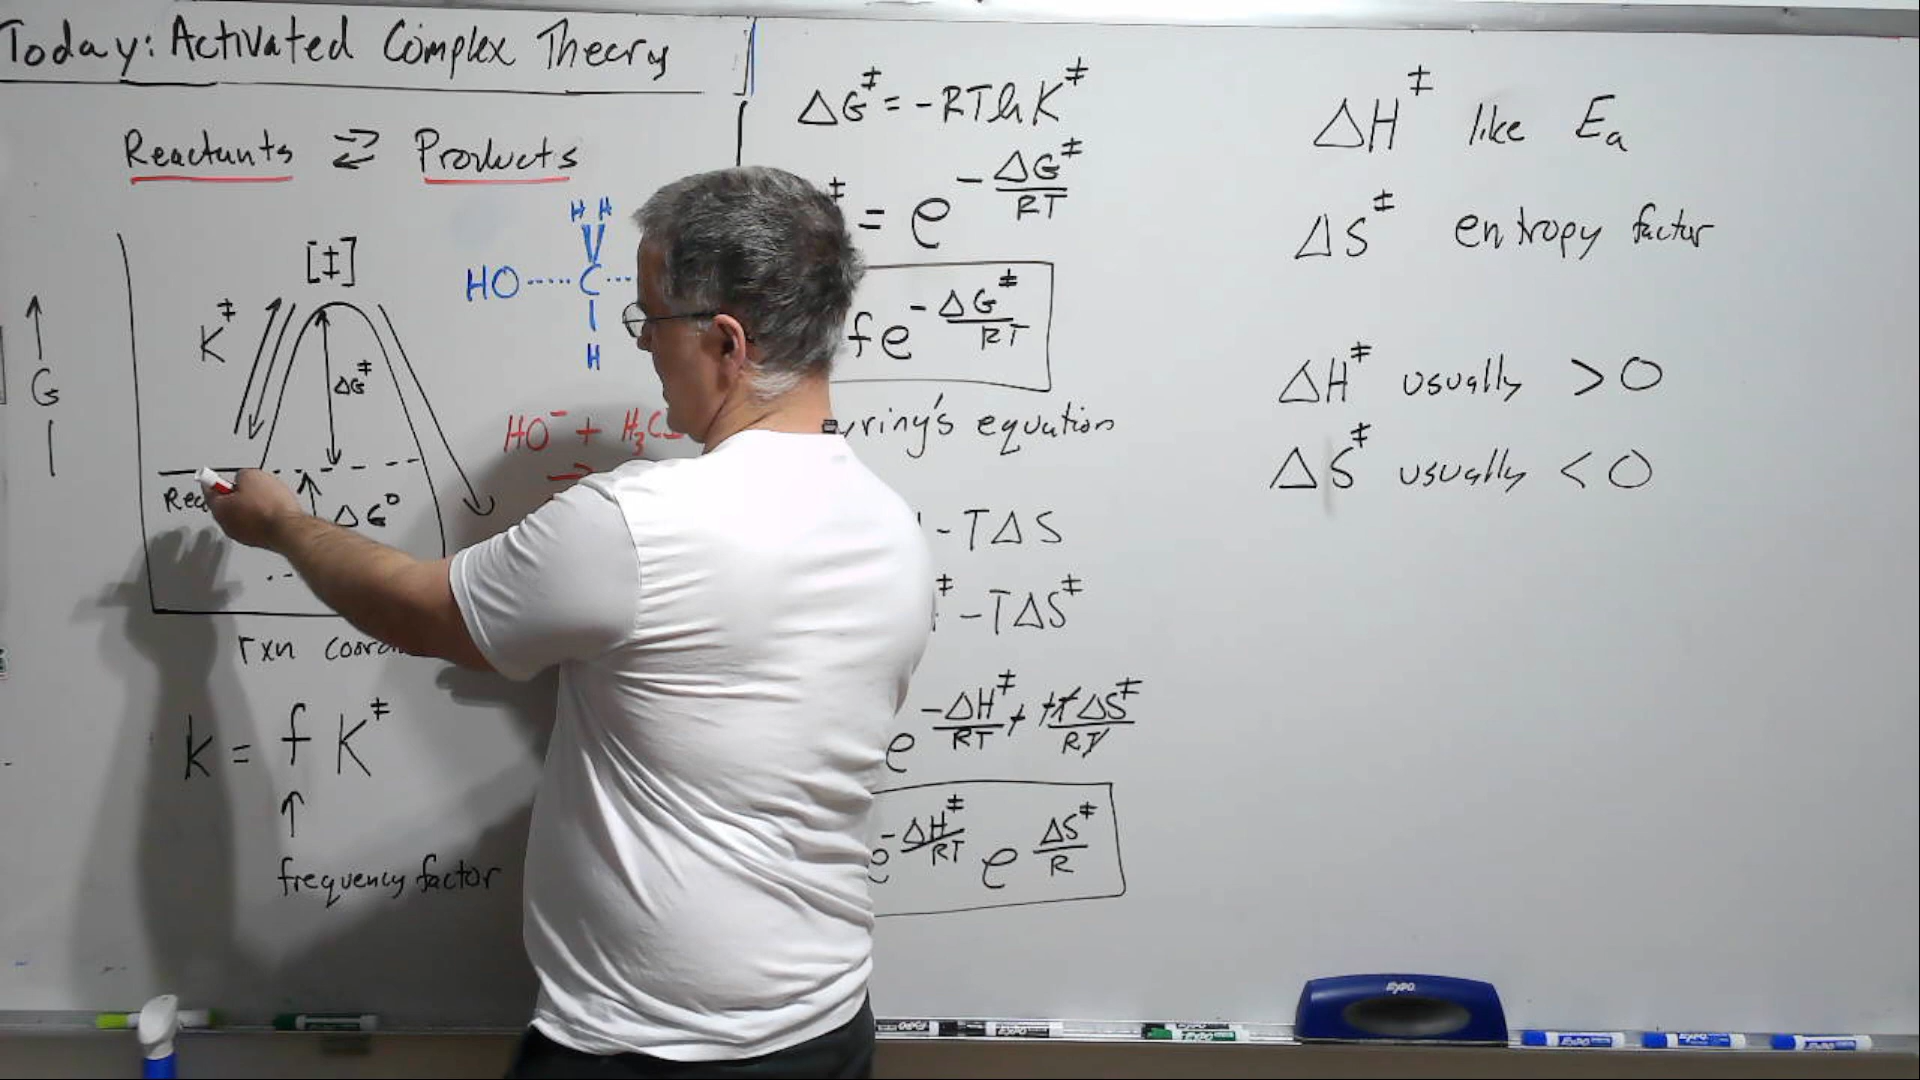 Today: Activated Complex Theory
Reactants ⇄ Products
[‡]
K‡
ΔG‡
G
ΔG°
rxn
k = f K‡
frequency factor
H H
HO ····· C ···
H
HO⁻ + H₃C
→
ΔG‡ = -RT ln K‡
‡ = e^(-ΔG‡/RT)
f e^(-ΔG‡/RT)
equation
- TΔS
‡ - TΔS‡
e^(-ΔH‡/RT + TΔS‡/RT)
e^(-ΔH‡/RT) e^(ΔS‡/R)
ΔH‡ like Ea
ΔS‡ entropy factor
ΔH‡ usually > 0
ΔS‡ usually < 0
EXPO